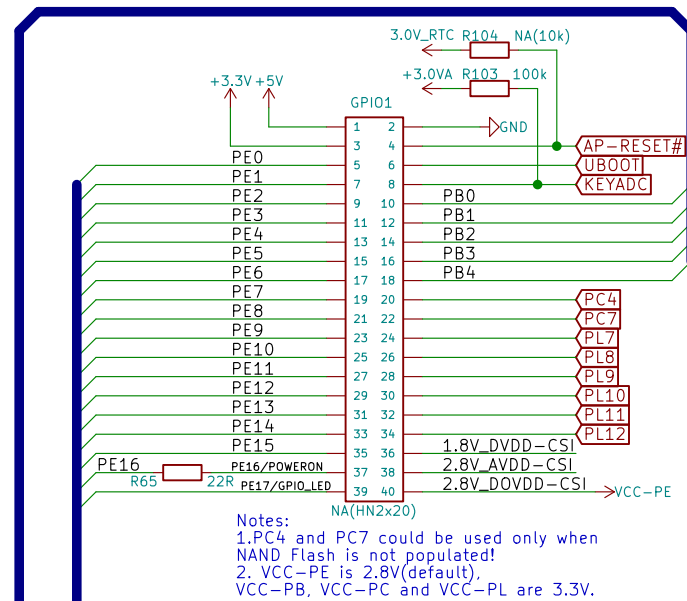 3.0V_RTC R104 NA(10k)
+3.0VA R103 100k
+3.3V +5V
GPIO1
1 2 GND
3 4 AP-RESET#
PE0 5 6 UBOOT
PE1 7 8 KEYADC
PE2 9 10 PB0
PE3 11 12 PB1
PE4 13 14 PB2
PE5 15 16 PB3
PE6 17 18 PB4
PE7 19 20 PC4
PE8 21 22 PC7
PE9 23 24 PL7
PE10 25 26 PL8
PE11 27 28 PL9
PE12 29 30 PL10
PE13 31 32 PL11
PE14 33 34 PL12
PE15 35 36 1.8V_DVDD-CSI
PE16 R65 22R PE16/POWERON 37 38 2.8V_AVDD-CSI
PE17/GPIO_LED 39 40 2.8V_DOVDD-CSI VCC-PE
NA(HN2x20)
Notes:
1.PC4 and PC7 could be used only when
NAND Flash is not populated!
2. VCC-PE is 2.8V(default),
VCC-PB, VCC-PC and VCC-PL are 3.3V.